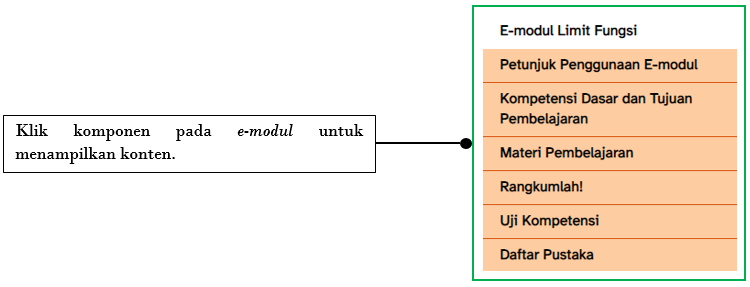 Klik komponen pada e-modul untuk
menampilkan konten.
E-modul Limit Fungsi
Petunjuk Penggunaan E-modul
Kompetensi Dasar dan Tujuan
Pembelajaran
Materi Pembelajaran
Rangkumlah!
Uji Kompetensi
Daftar Pustaka